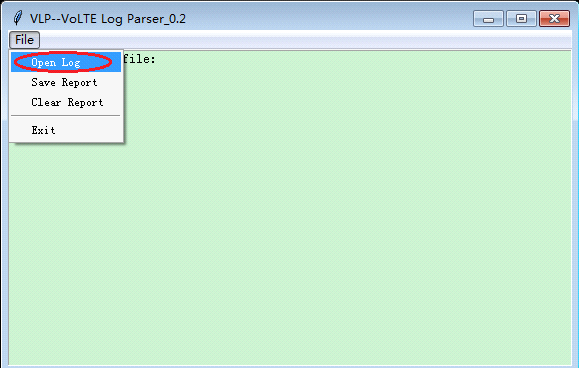 VLP--VoLTE Log Parser_0.2
File
Open Log
file:
Save Report
Clear Report
Exit